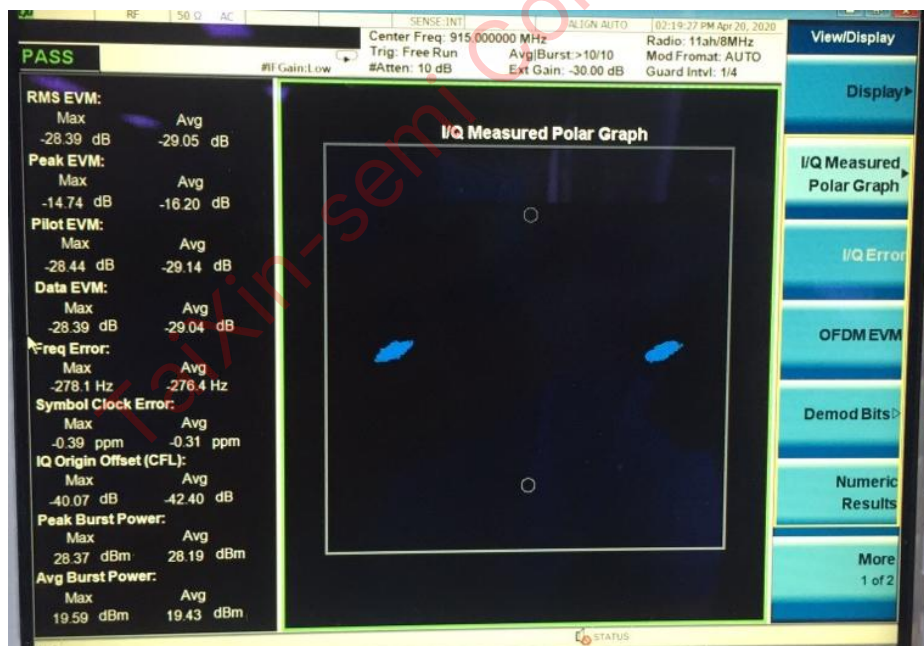 RF 50 Ω AC SENSE:INT ALIGN AUTO 02:19:27 PM Apr 20, 2020
Center Freq: 915.000000 MHz
Trig: Free Run Avg|Burst:>10/10
#IFGain:Low #Atten: 10 dB Ext Gain: -30.00 dB
Radio: 11ah/8MHz
Mod Fromat: AUTO
Guard Intvl: 1/4
PASS
RMS EVM:
Max Avg
-28.39 dB -29.05 dB
Peak EVM:
Max Avg
-14.74 dB -16.20 dB
Pilot EVM:
Max Avg
-28.44 dB -29.14 dB
Data EVM:
Max Avg
-28.39 dB -29.04 dB
Freq Error:
Max Avg
-278.1 Hz -276.4 Hz
Symbol Clock Error:
Max Avg
-0.39 ppm -0.31 ppm
IQ Origin Offset (CFL):
Max Avg
-40.07 dB -42.40 dB
Peak Burst Power:
Max Avg
28.37 dBm 28.19 dBm
Avg Burst Power:
Max Avg
19.59 dBm 19.43 dBm
I/Q Measured Polar Graph
View/Display
Display
I/Q Measured
Polar Graph
I/Q Error
OFDM EVM
Demod Bits
Numeric
Results
More
1 of 2
STATUS
TaiXin-semi Co